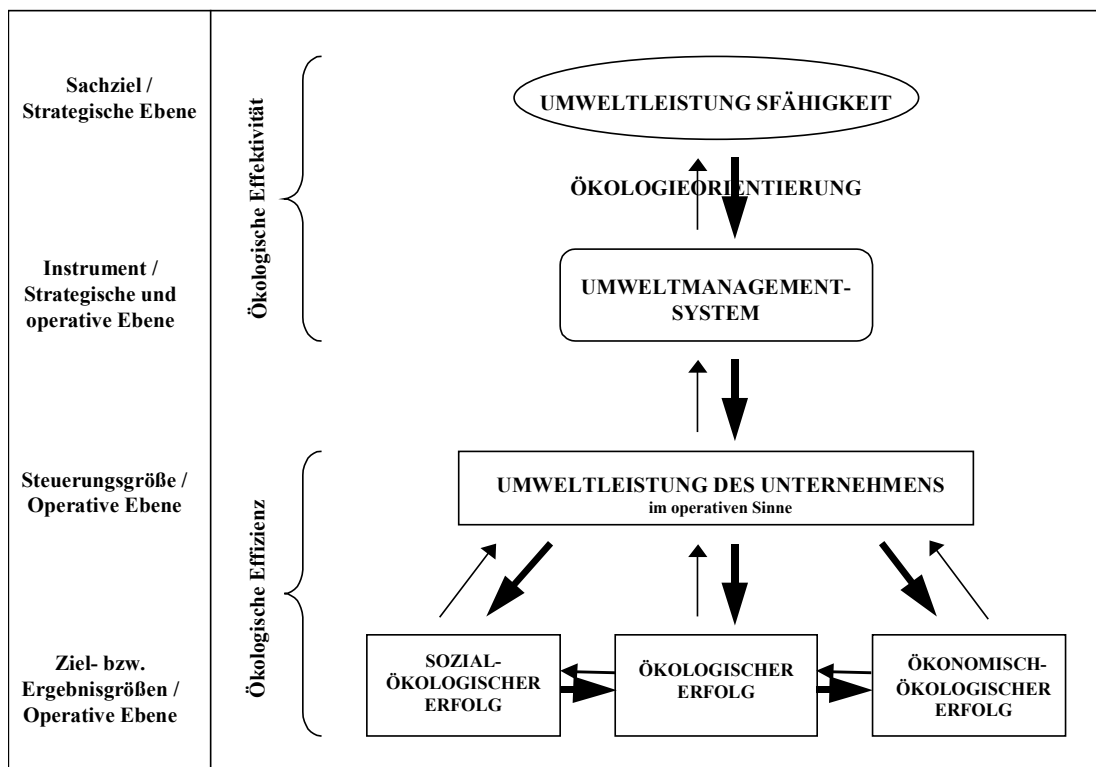 Sachziel /
Strategische Ebene
Instrument /
Strategische und
operative Ebene
Steuerungsgröße /
Operative Ebene
Ziel- bzw.
Ergebnisgrößen /
Operative Ebene
Ökologische Effektivität
Ökologische Effizienz
UMWELTLEISTUNG SFÄHIGKEIT
ÖKOLOGIEORIENTIERUNG
UMWELTMANAGEMENT-
SYSTEM
UMWELTLEISTUNG DES UNTERNEHMENS
im operativen Sinne
SOZIAL-
ÖKOLOGISCHER
ERFOLG
ÖKOLOGISCHER
ERFOLG
ÖKONOMISCH-
ÖKOLOGISCHER
ERFOLG